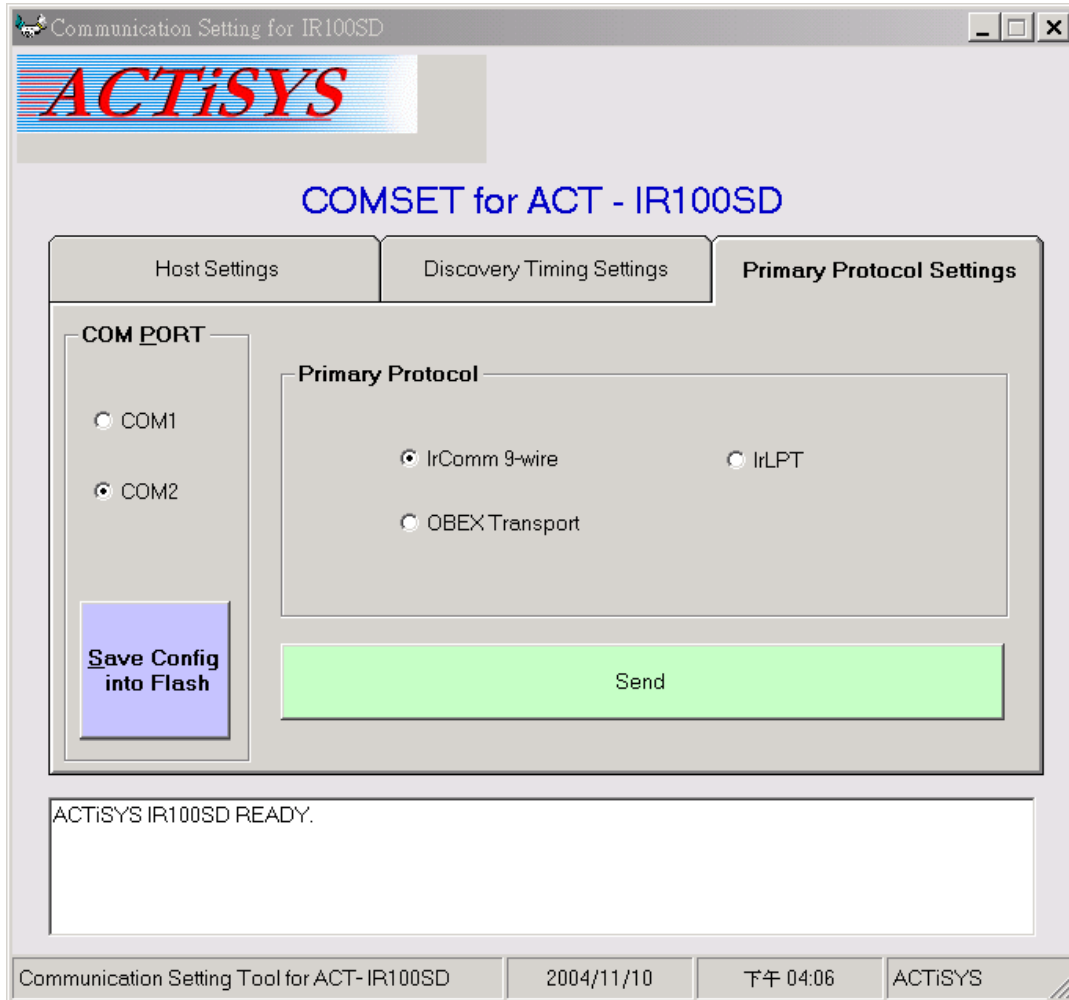 Communication Setting for IR100SD
ACTiSYS
COMSET for ACT - IR100SD
Host Settings
Discovery Timing Settings
Primary Protocol Settings
COM PORT
COM1
COM2
Save Config
into Flash
Primary Protocol
IrComm 9-wire
IrLPT
OBEX Transport
Send
ACTiSYS IR100SD READY.
Communication Setting Tool for ACT-IR100SD
2004/11/10
下午 04:06
ACTiSYS